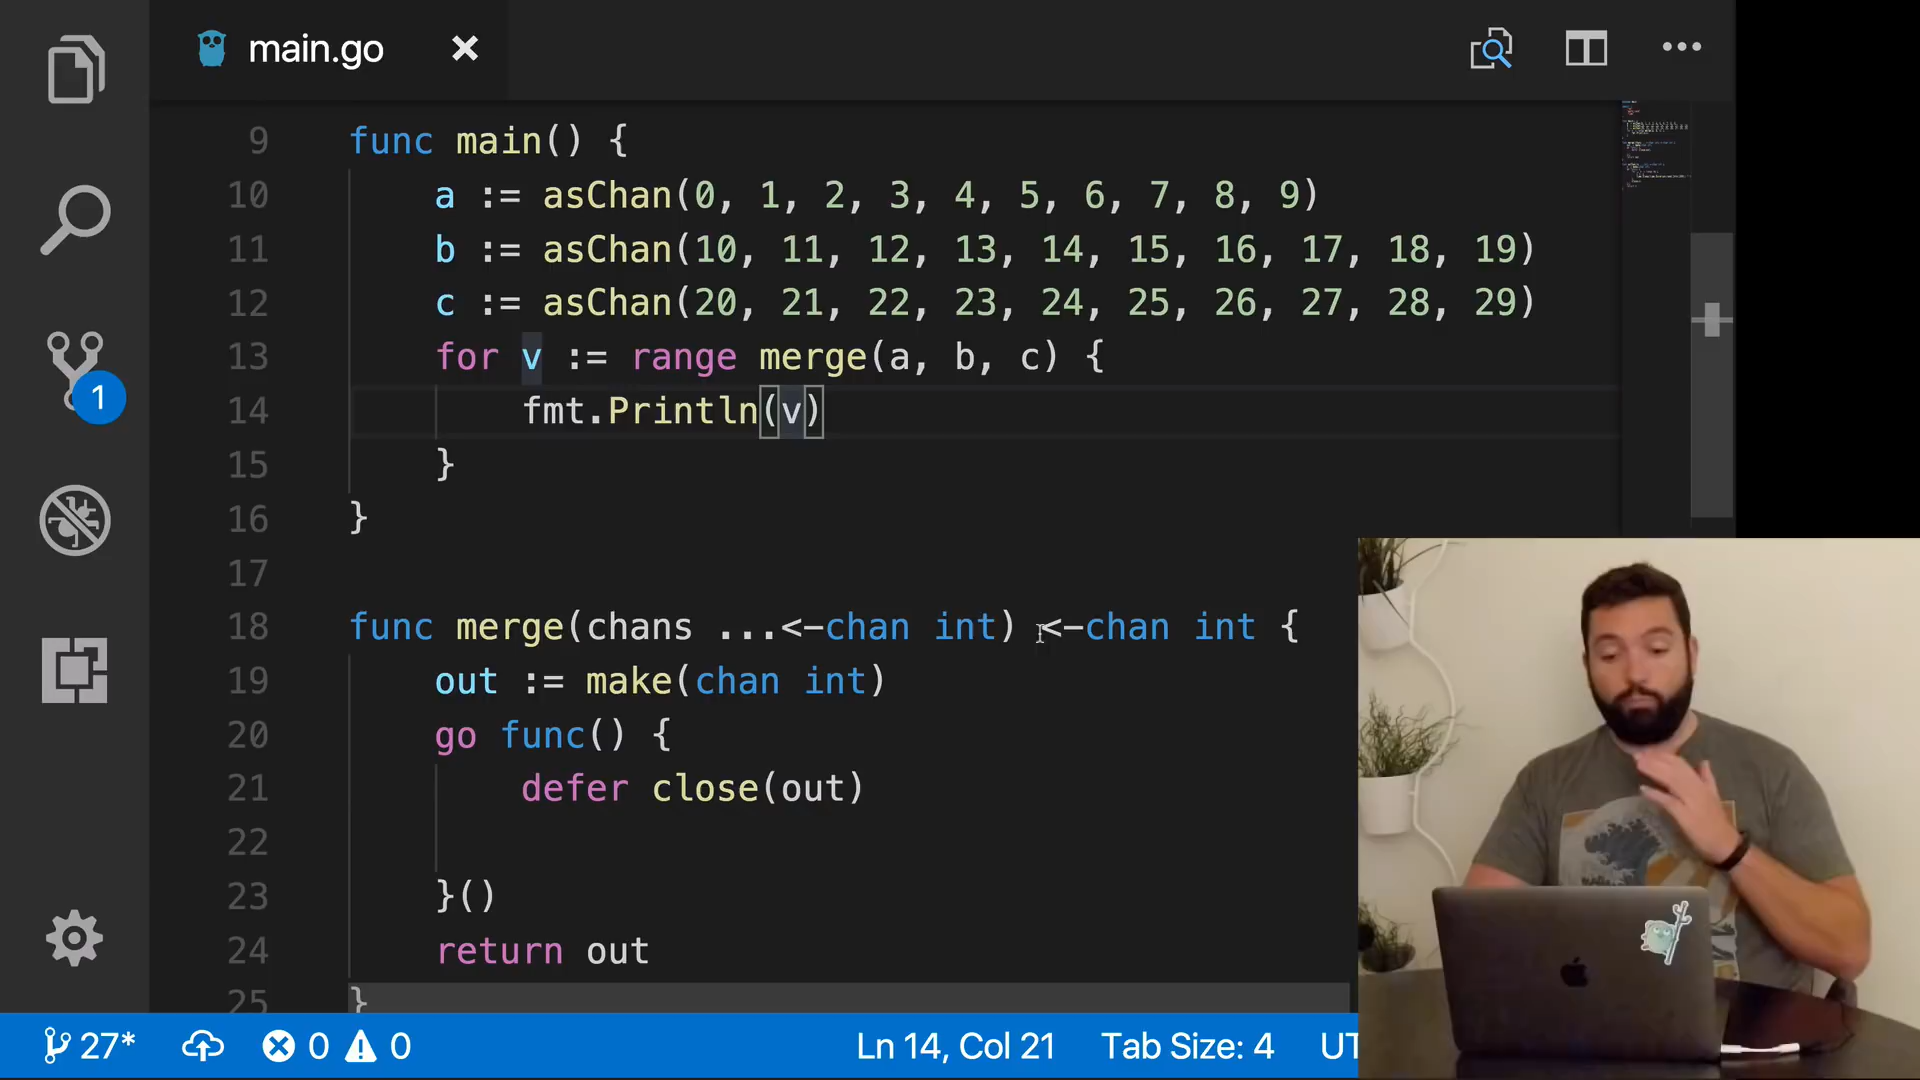 main.go
9 func main() {
10 a := asChan(0, 1, 2, 3, 4, 5, 6, 7, 8, 9)
11 b := asChan(10, 11, 12, 13, 14, 15, 16, 17, 18, 19)
12 c := asChan(20, 21, 22, 23, 24, 25, 26, 27, 28, 29)
13 for v := range merge(a, b, c) {
14 fmt.Println(v)
15 }
16 }
17
18 func merge(chans ...<-chan int) <-chan int {
19 out := make(chan int)
20 go func() {
21 defer close(out)
22
23 }()
24 return out
25 }
1
27* 0 0 Ln 14, Col 21 Tab Size: 4 UT